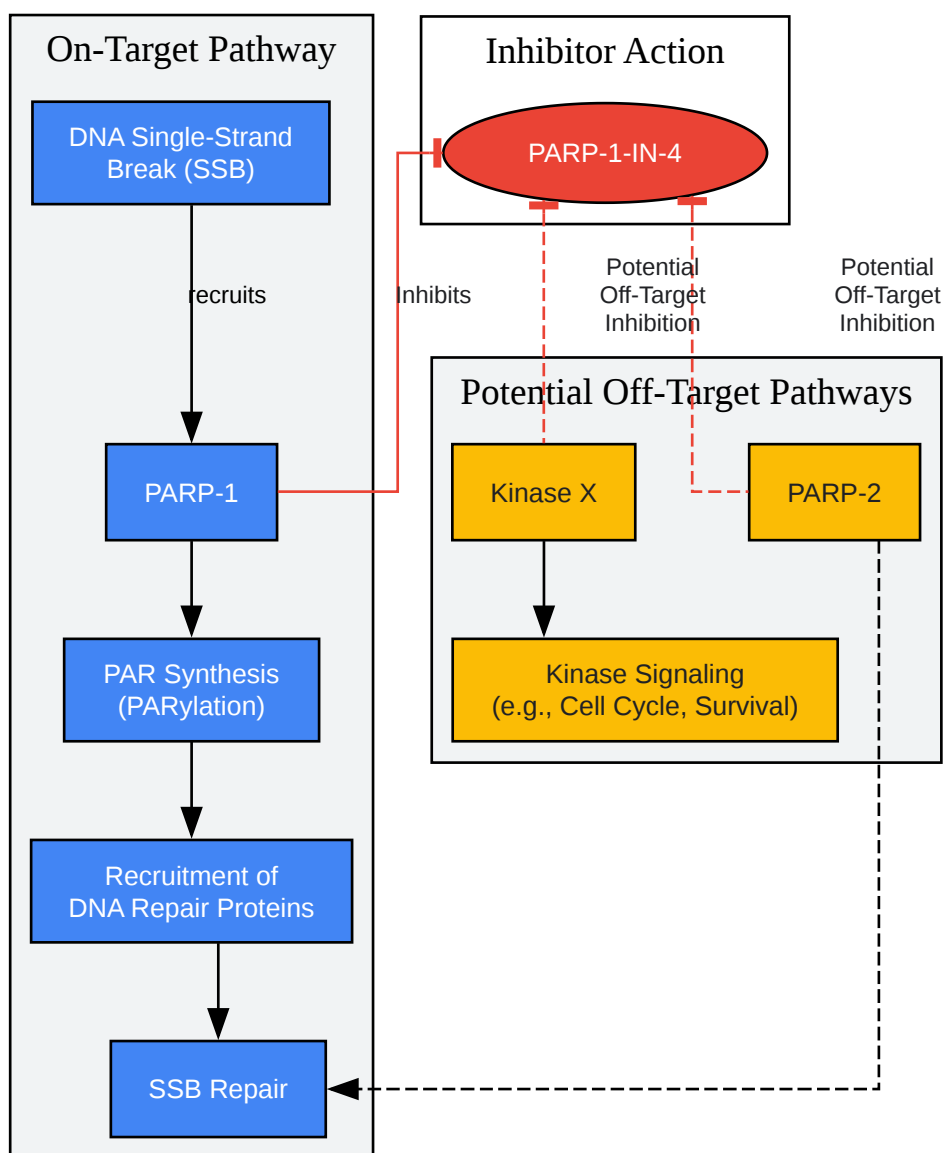 On-Target Pathway
DNA Single-Strand
Break (SSB)
recruits
PARP-1
PAR Synthesis
(PARylation)
Recruitment of
DNA Repair Proteins
SSB Repair
Inhibitor Action
PARP-1-IN-4
Inhibits
Potential
Off-Target
Inhibition
Potential
Off-Target
Inhibition
Potential Off-Target Pathways
Kinase X
PARP-2
Kinase Signaling
(e.g., Cell Cycle, Survival)